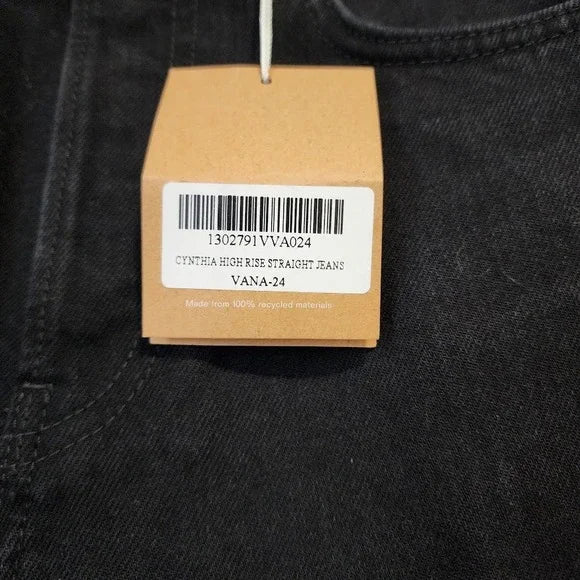 1302791VVA024
CYNTHIA HIGH RISE STRAIGHT JEANS
VANA-24
Made from 100% recycled materials